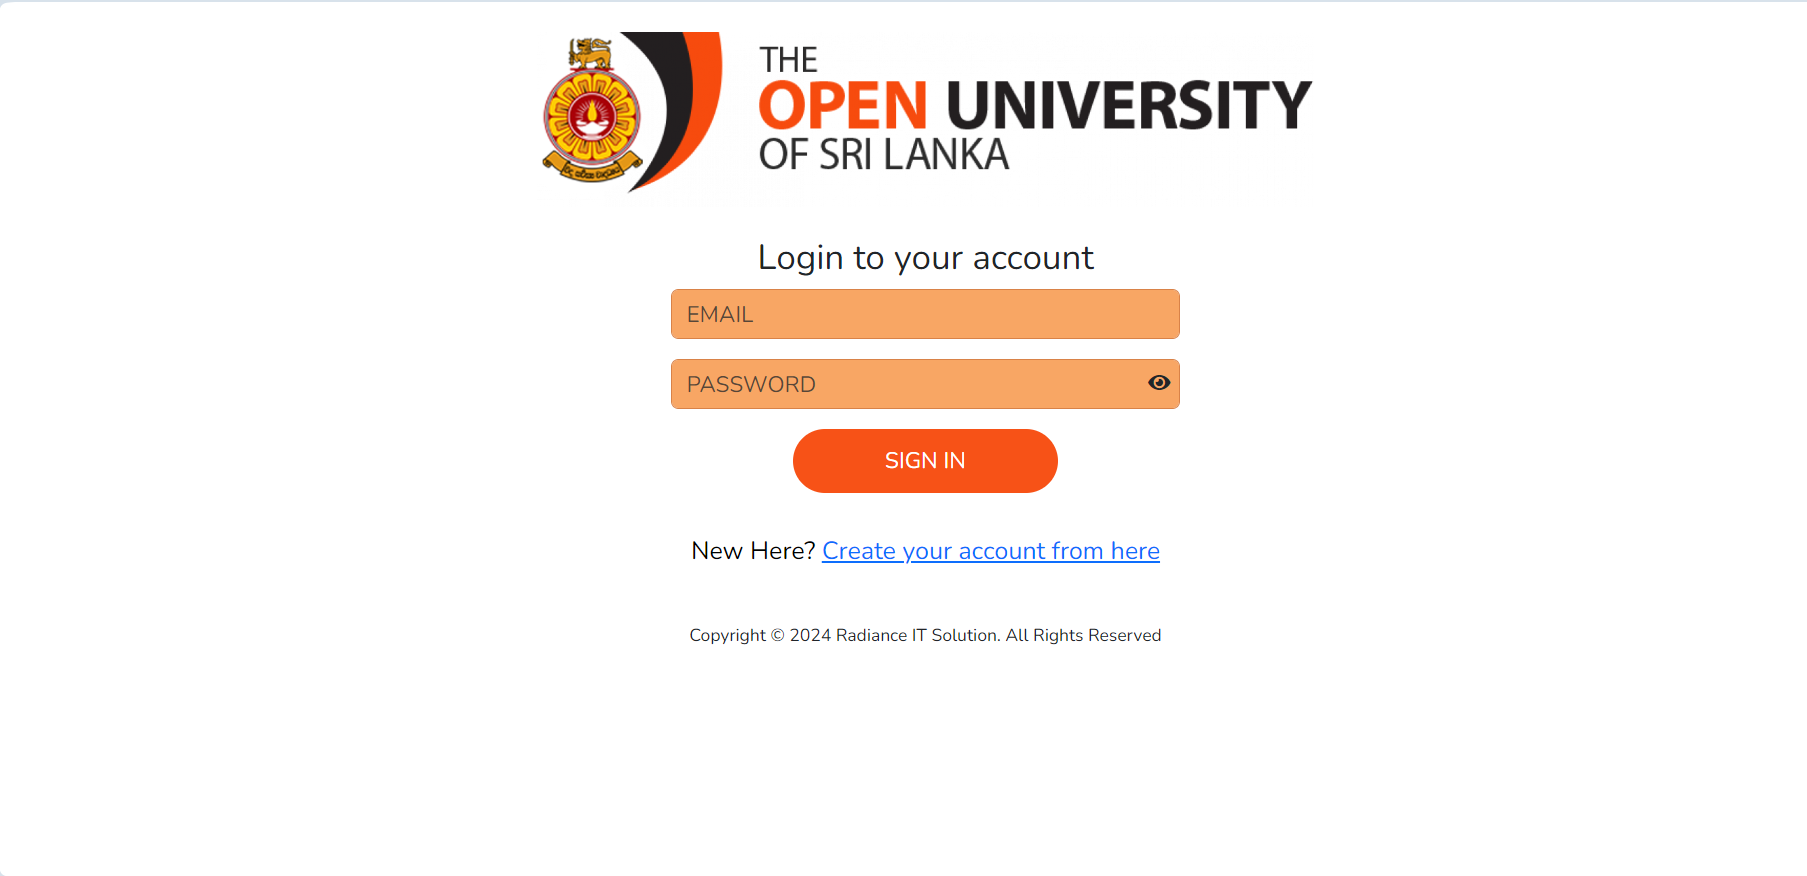 THE
OPEN UNIVERSITY
OF SRI LANKA
Login to your account
EMAIL
PASSWORD
SIGN IN
New Here? Create your account from here
Copyright © 2024 Radiance IT Solution. All Rights Reserved